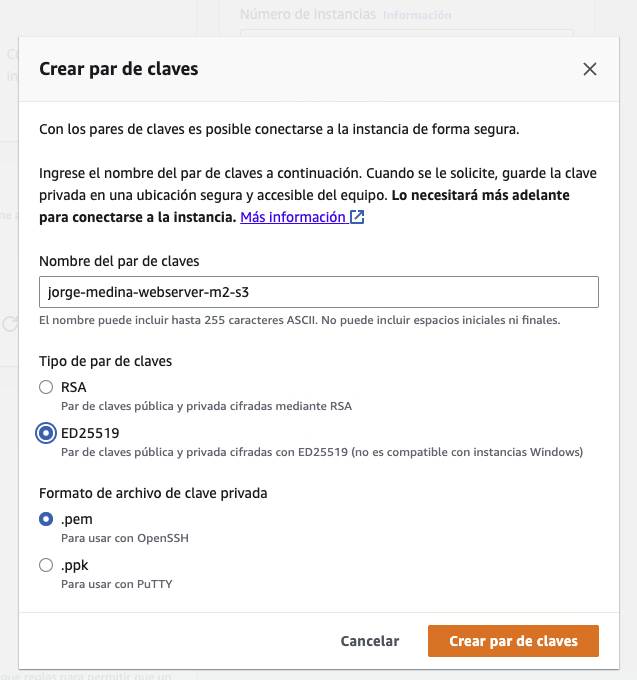 Número de instancias Información
Crear par de claves
Con los pares de claves es posible conectarse a la instancia de forma segura.
Ingrese el nombre del par de claves a continuación. Cuando se le solicite, guarde la clave
privada en una ubicación segura y accesible del equipo. Lo necesitará más adelante
para conectarse a la instancia. Más información
Nombre del par de claves
jorge-medina-webserver-m2-s3
El nombre puede incluir hasta 255 caracteres ASCII. No puede incluir espacios iniciales ni finales.
Tipo de par de claves
RSA
Par de claves pública y privada cifradas mediante RSA
ED25519
Par de claves pública y privada cifradas con ED25519 (no es compatible con instancias Windows)
Formato de archivo de clave privada
.pem
Para usar con OpenSSH
.ppk
Para usar con PuTTY
Cancelar
Crear par de claves
que reglas para permitir que un